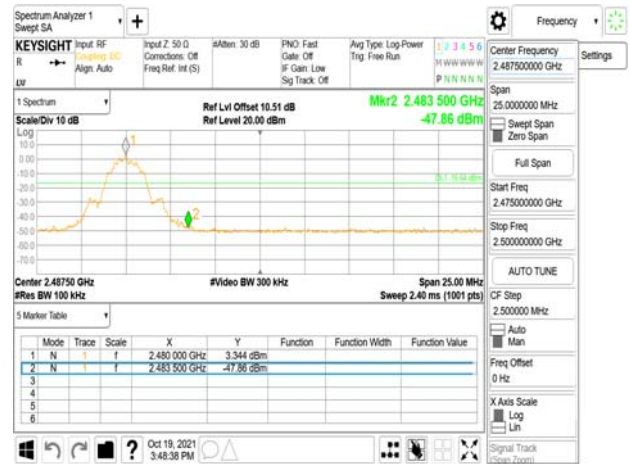 Spectrum Analyzer 1
Swept SA
Frequency
KEYSIGHT
R
Input: RF
Coupling: DC
Align: Auto
Input Z: 50 Ω
Corrections: Off
Freq Ref: Int (S)
#Atten: 30 dB
PNO: Fast
Gate: Off
IF Gain: Low
Sig Track: Off
Avg Type: Log-Power
Trig: Free Run
1 2 3 4 5 6
M W W W W W
P N N N N N
1 Spectrum
Scale/Div 10 dB
Ref Lvl Offset 10.51 dB
Ref Level 20.00 dBm
Mkr2 2.483 500 GHz
-47.86 dBm
Log
10.0
0.00
-10.0
-20.0
-30.0
-40.0
-50.0
-60.0
-70.0
1
2
Center 2.48750 GHz
#Res BW 100 kHz
#Video BW 300 kHz
Span 25.00 MHz
Sweep 2.40 ms (1001 pts)
5 Marker Table
Mode Trace Scale X Y Function Function Width Function Value
1 N 1 f 2.480 000 GHz 3.344 dBm
2 N 1 f 2.483 500 GHz -47.86 dBm
3
4
5
6
Oct 19, 2021
3:48:38 PM
Center Frequency
2.487500000 GHz
Settings
Span
25.0000000 MHz
Swept Span
Zero Span
Full Span
Start Freq
2.475000000 GHz
Stop Freq
2.500000000 GHz
AUTO TUNE
CF Step
2.500000 MHz
Auto
Man
Freq Offset
0 Hz
X Axis Scale
Log
Lin
Signal Track
(Span Zoom)